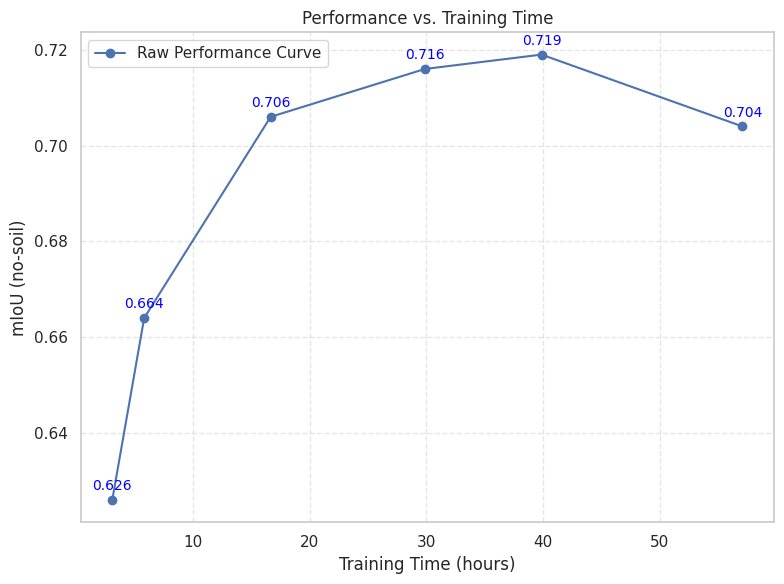 Performance vs. Training Time
Raw Performance Curve
0.626
0.664
0.706
0.716
0.719
0.704
0.72
0.70
0.68
0.66
0.64
mIoU (no-soil)
10 20 30 40 50
Training Time (hours)